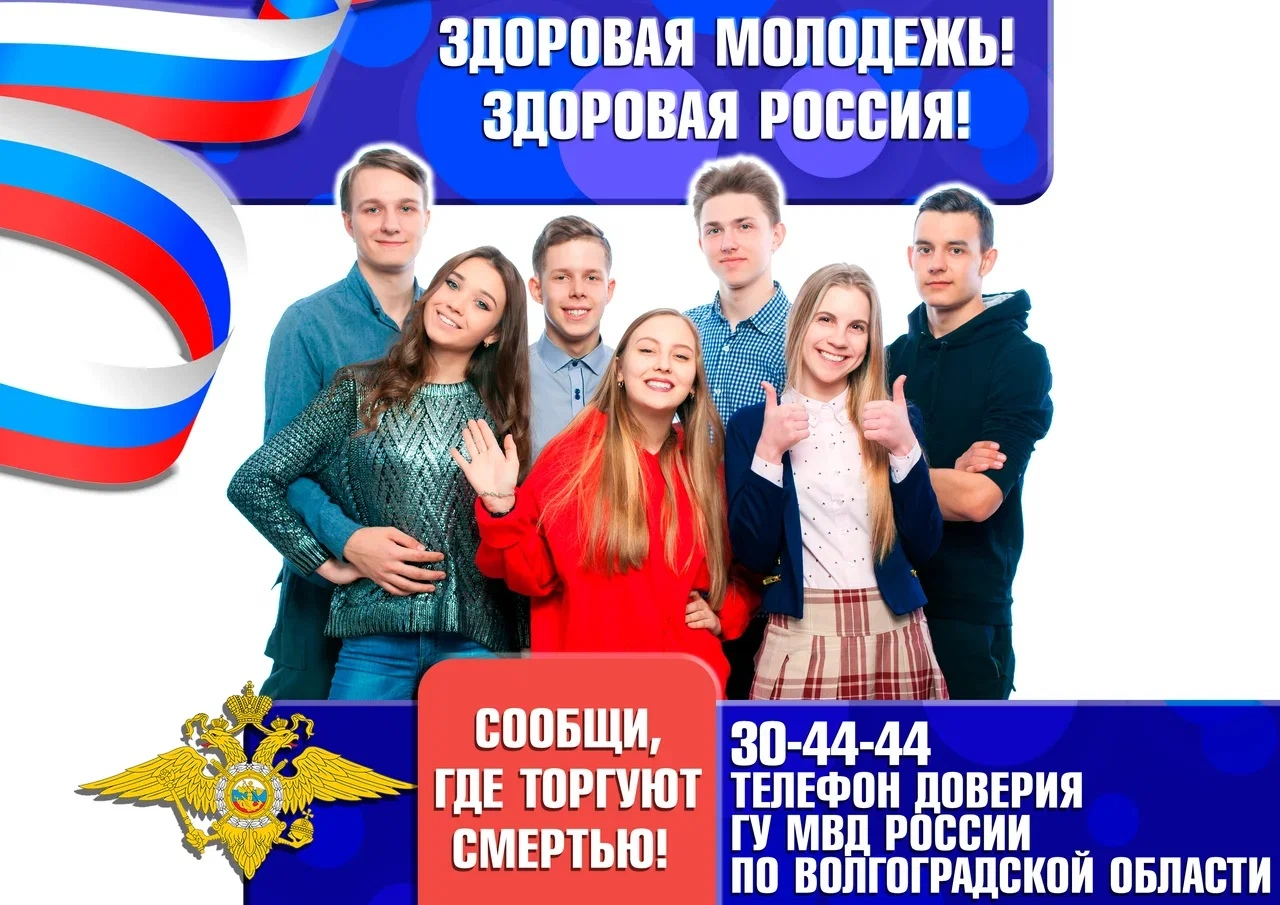 ЗДОРОВАЯ МОЛОДЕЖЬ!
ЗДОРОВАЯ РОССИЯ!
СООБЩИ,
ГДЕ ТОРГУЮТ
СМЕРТЬЮ!
30-44-44
ТЕЛЕФОН ДОВЕРИЯ
ГУ МВД РОССИИ
ПО ВОЛГОГРАДСКОЙ ОБЛАСТИ